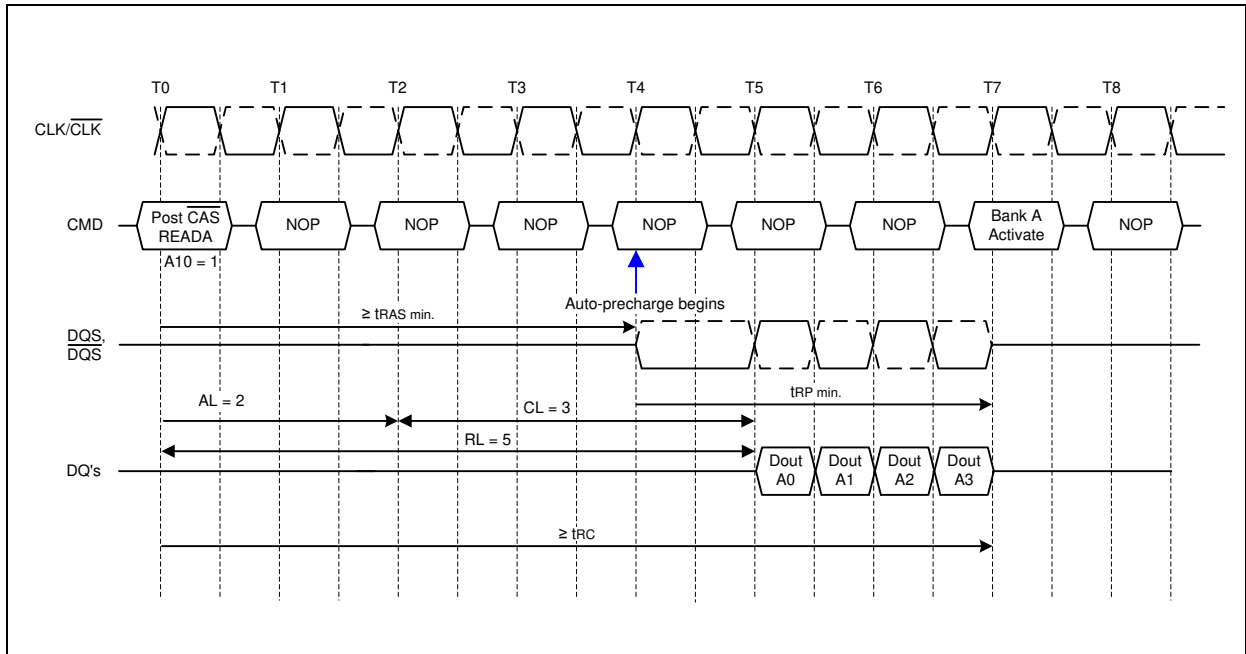 T0 T1 T2 T3 T4 T5 T6 T7 T8
CLK/CLK
CMD
Post CAS
READA
NOP
NOP
NOP
NOP
NOP
NOP
Bank A
Activate
NOP
A10 = 1
Auto-precharge begins
≥ tRAS min.
DQS,
DQS
tRP min.
AL = 2
CL = 3
RL = 5
DQ's
Dout
A0
Dout
A1
Dout
A2
Dout
A3
≥ tRC